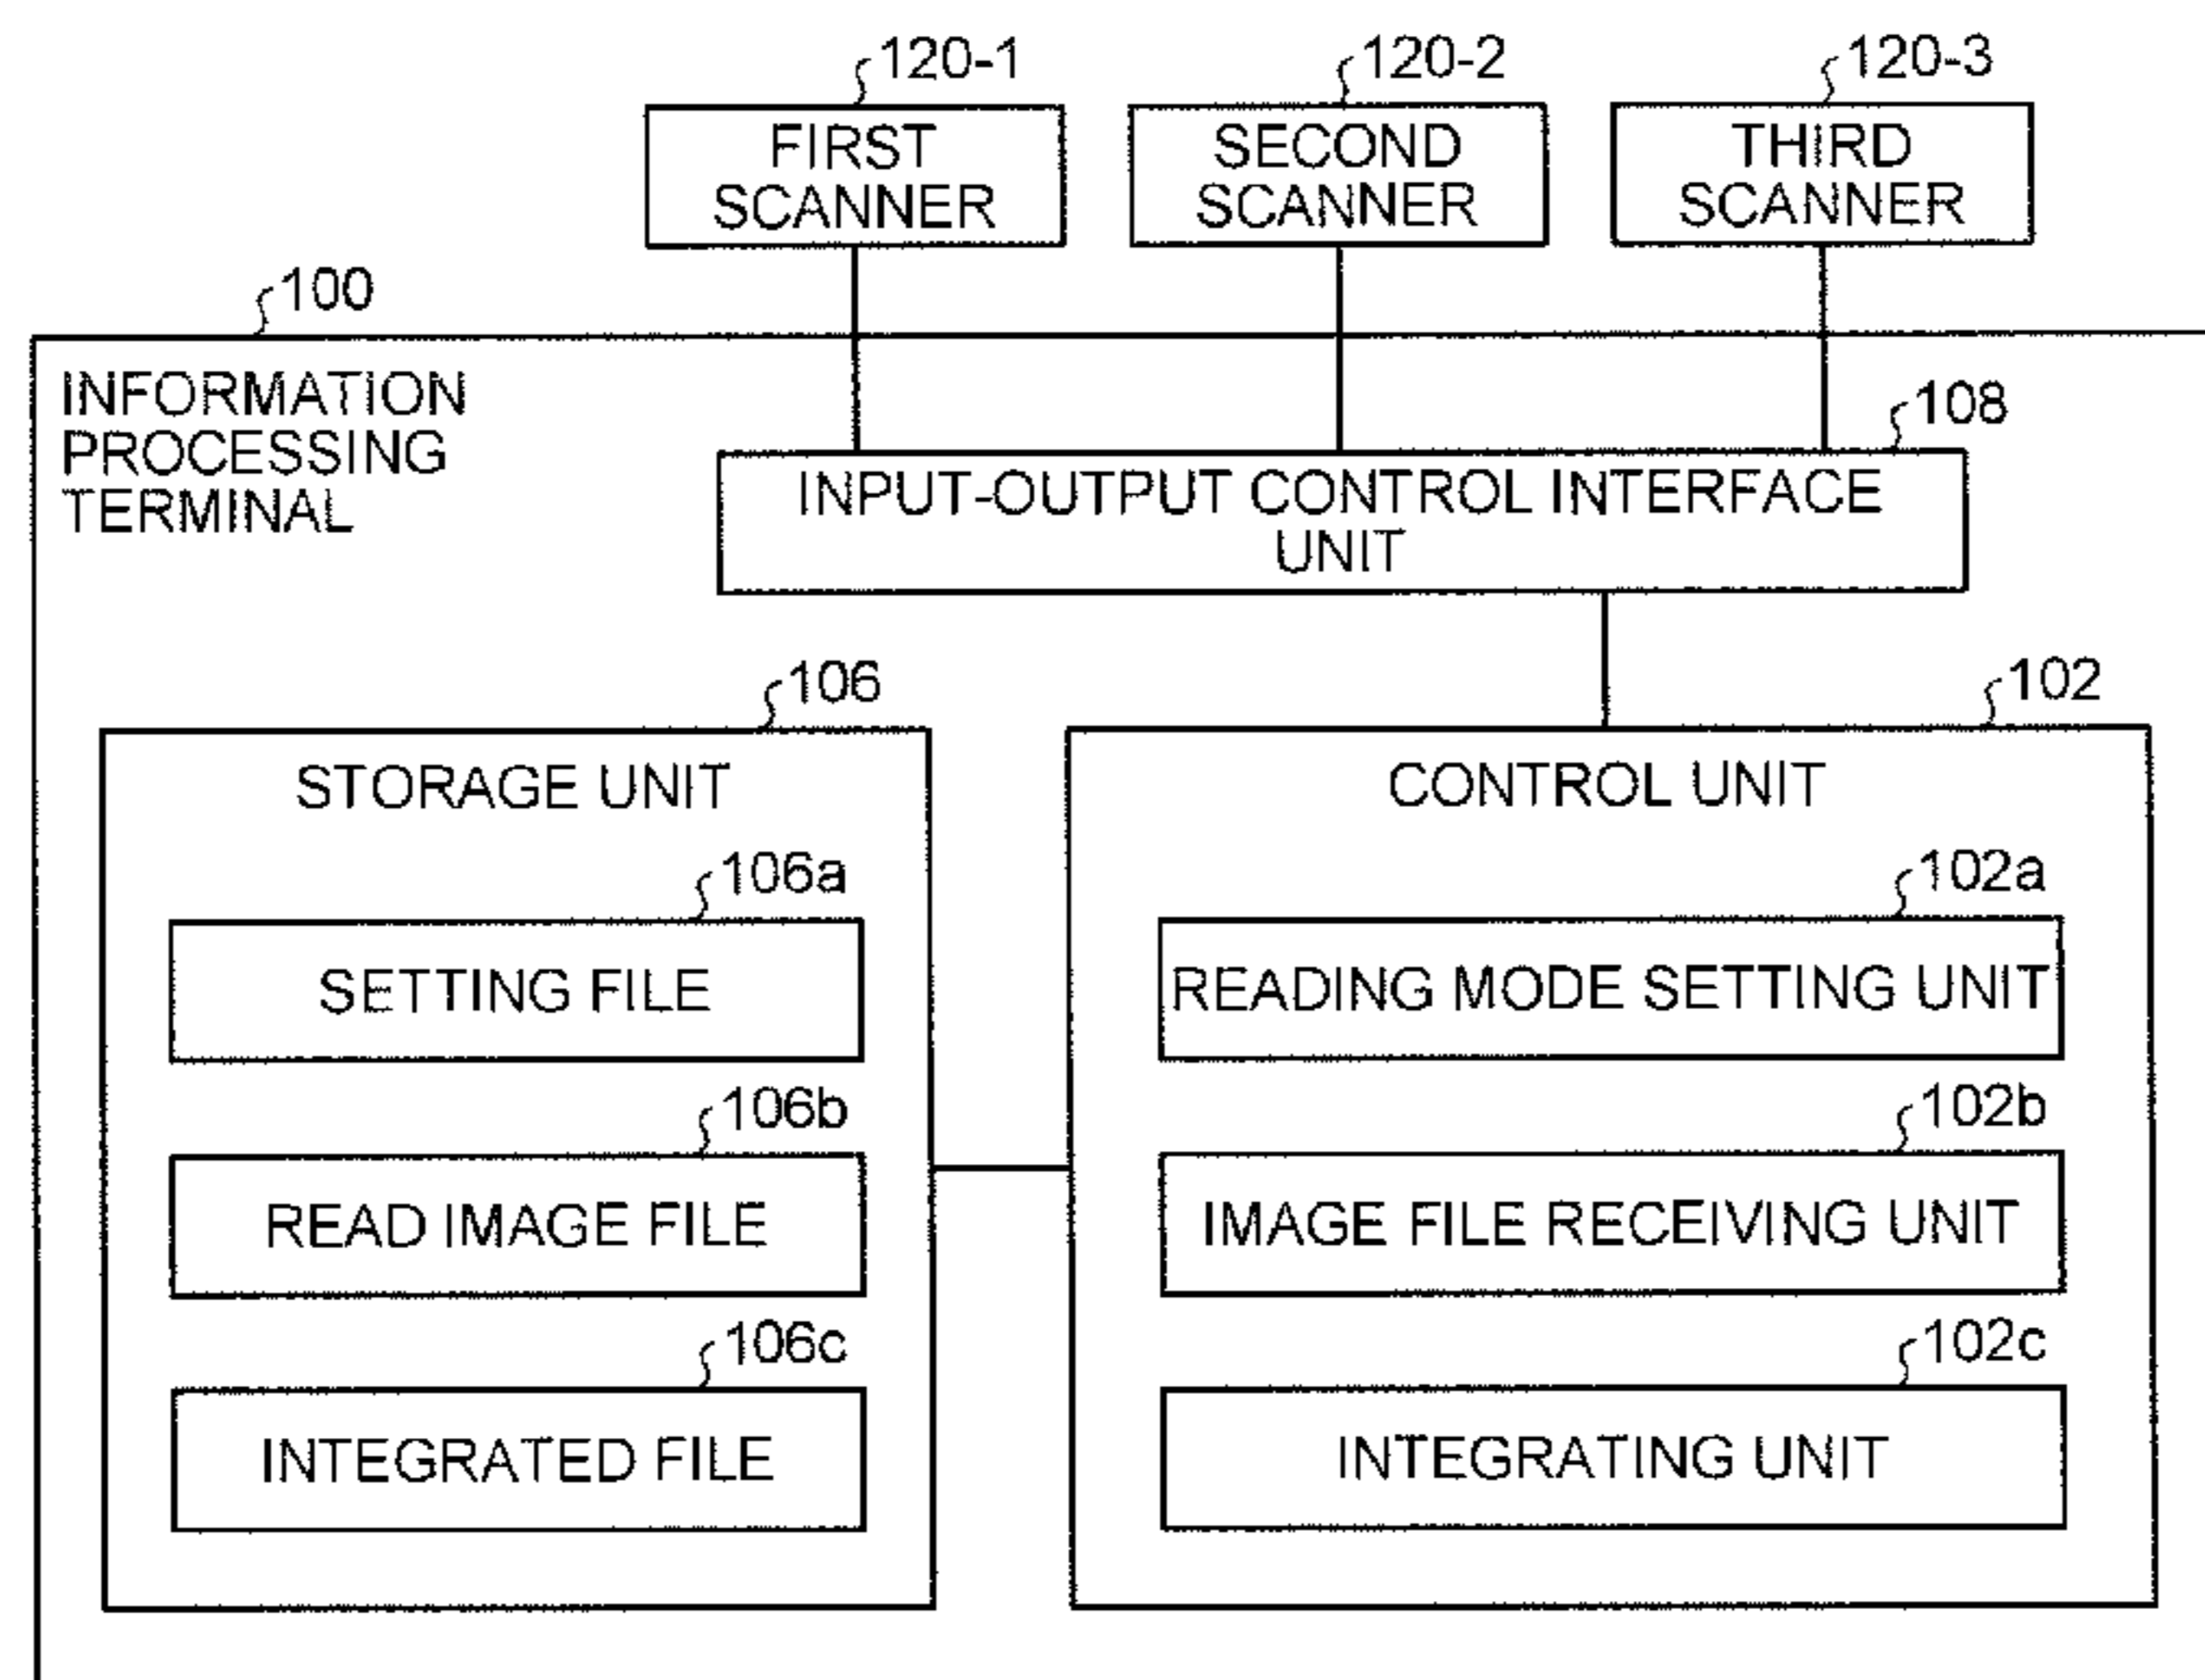 120-1
120-2
120-3
FIRST
SCANNER
SECOND
SCANNER
THIRD
SCANNER
100
INFORMATION
PROCESSING
TERMINAL
108
INPUT-OUTPUT CONTROL INTERFACE
UNIT
106
STORAGE UNIT
106a
SETTING FILE
106b
READ IMAGE FILE
106c
INTEGRATED FILE
102
CONTROL UNIT
102a
READING MODE SETTING UNIT
102b
IMAGE FILE RECEIVING UNIT
102c
INTEGRATING UNIT